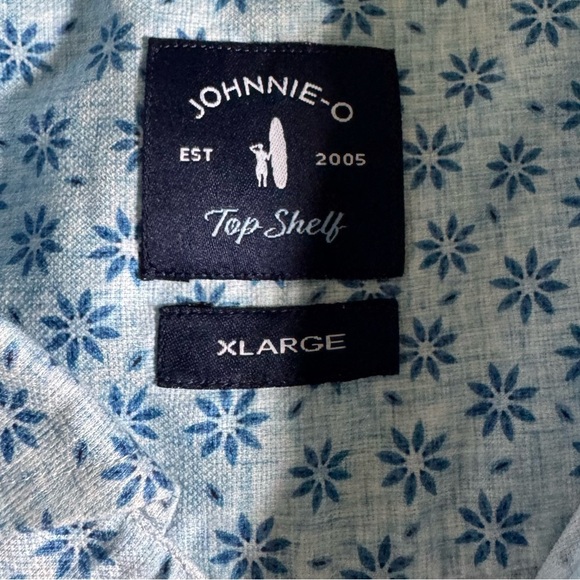 JOHNNIE-O
EST 2005
Top Shelf
XLARGE